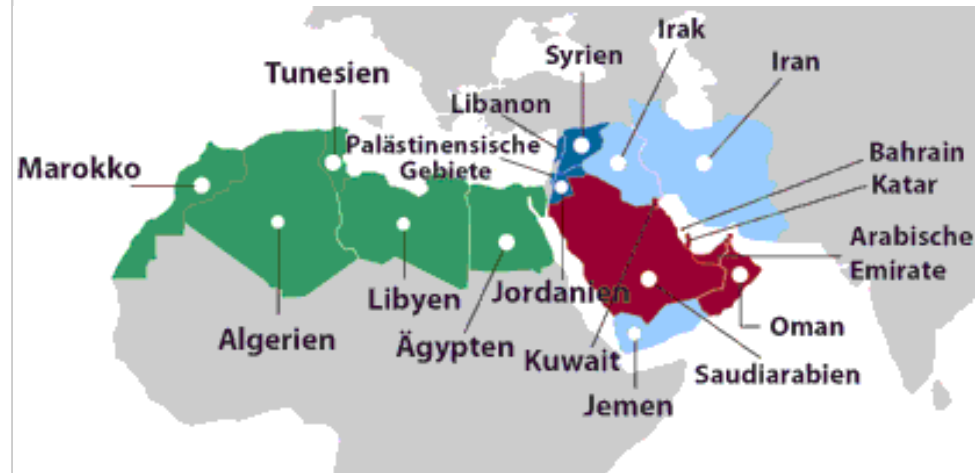 Irak
Syrien
Iran
Tunesien
Libanon
Palästinensische
Gebiete
Bahrain
Marokko
Katar
Arabische
Emirate
Libyen
Jordanien
Algerien
Ägypten
Oman
Kuwait
Saudiarabien
Jemen